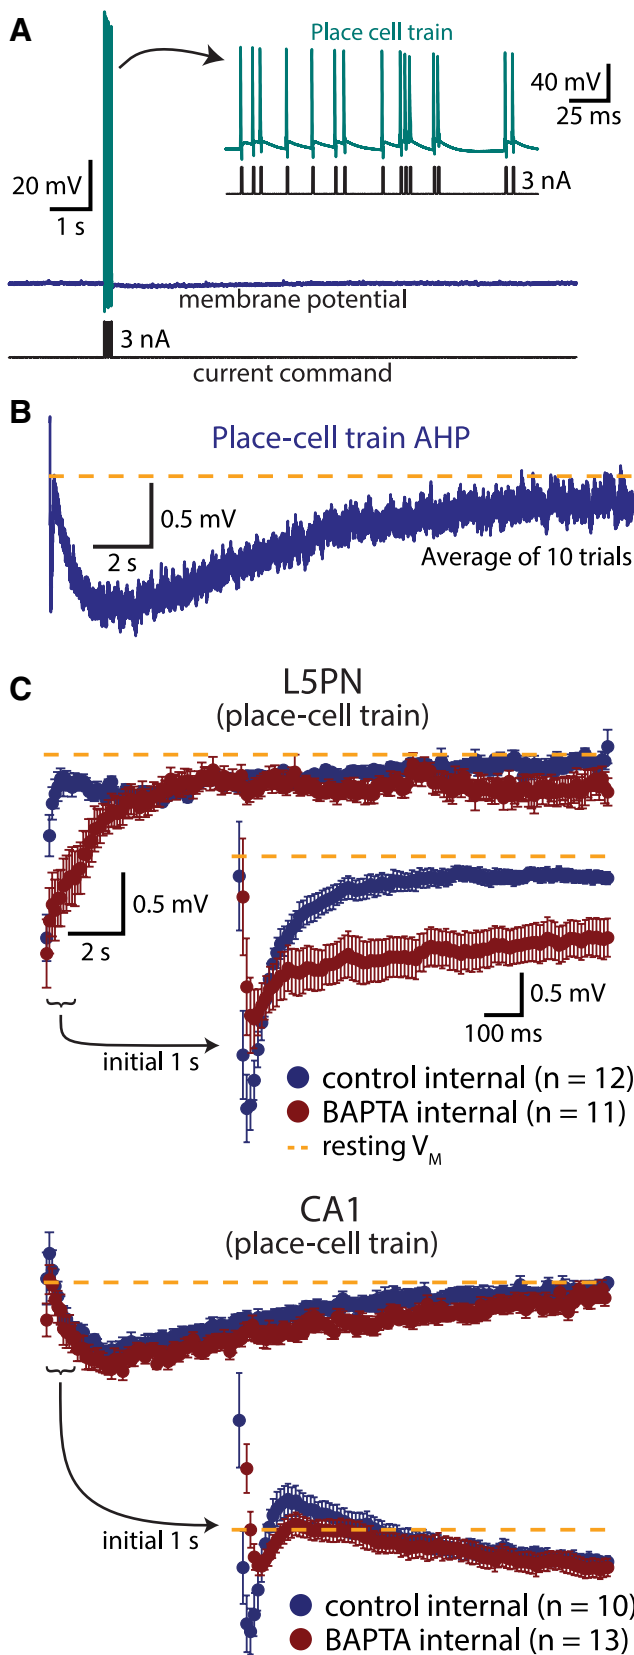 A
Place cell train
40 mV
25 ms
20 mV
1 s
3 nA
membrane potential
3 nA
current command
B
Place-cell train AHP
0.5 mV
2 s
Average of 10 trials
C
L5PN
(place-cell train)
0.5 mV
2 s
0.5 mV
100 ms
initial 1 s
control internal (n = 12)
BAPTA internal (n = 11)
resting VM
CA1
(place-cell train)
initial 1 s
control internal (n = 10)
BAPTA internal (n = 13)